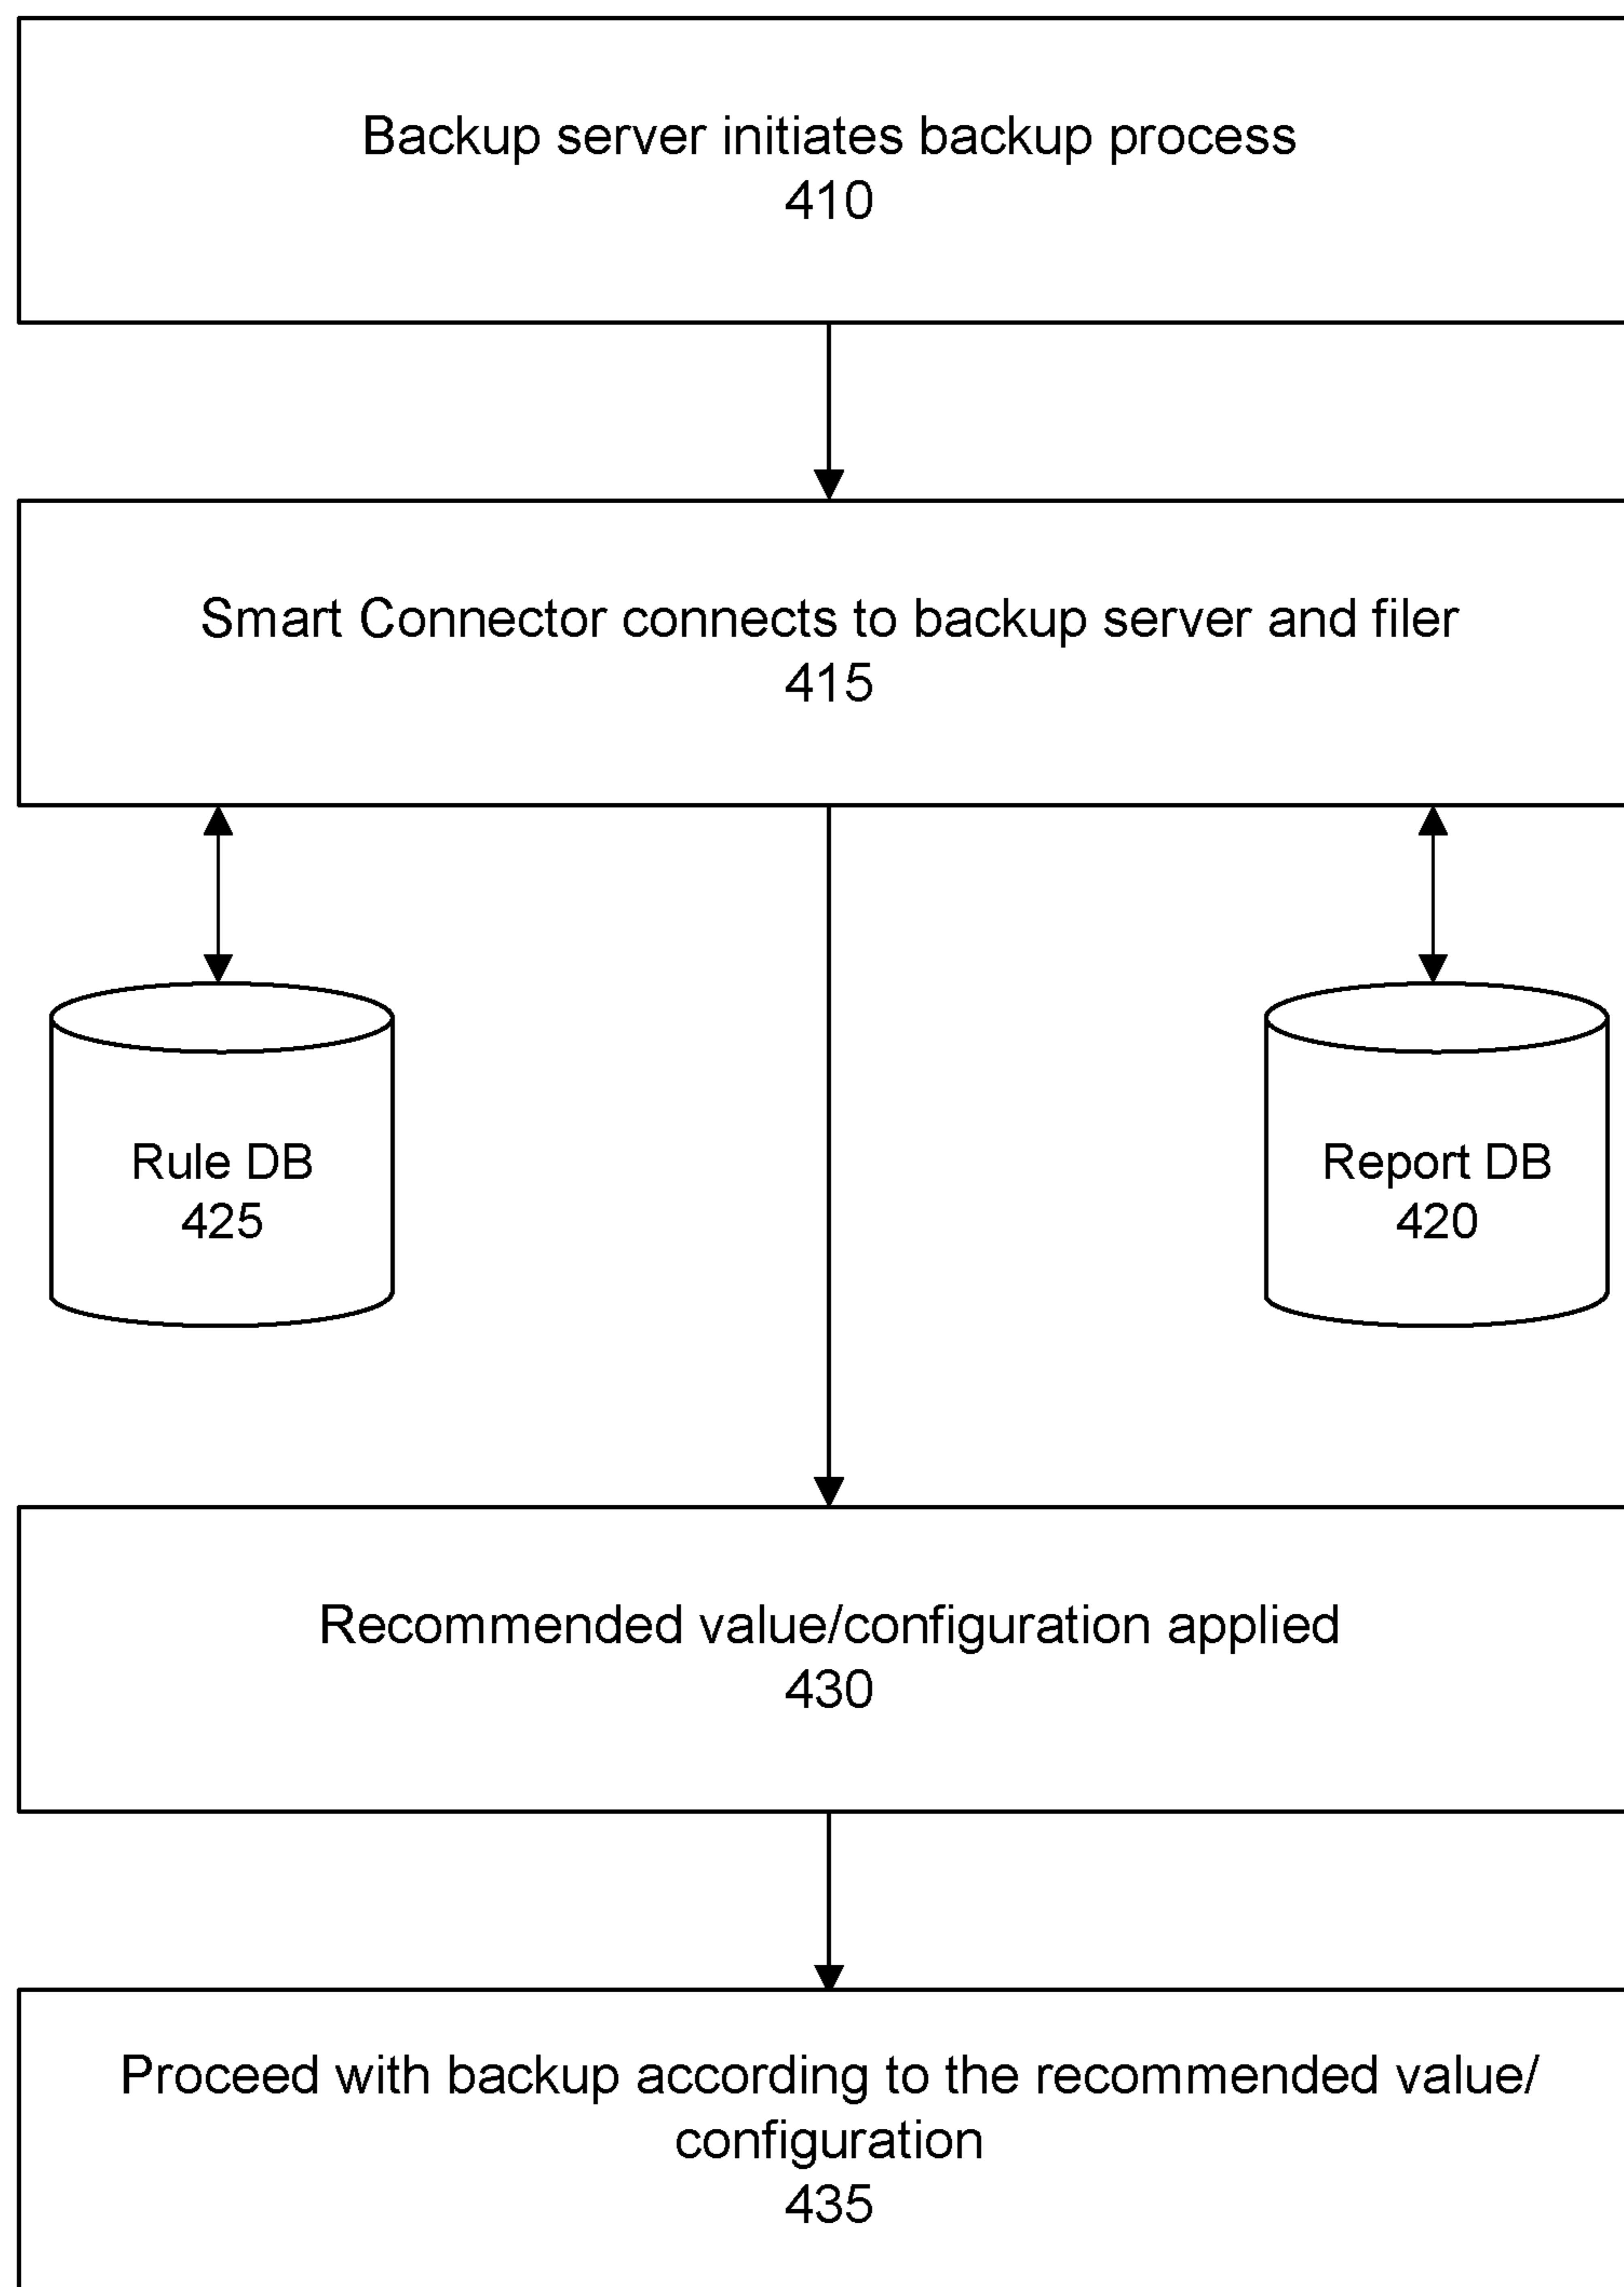 Backup server initiates backup process
410
Smart Connector connects to backup server and filer
415
Rule DB
425
Report DB
420
Recommended value/configuration applied
430
Proceed with backup according to the recommended value/
configuration
435